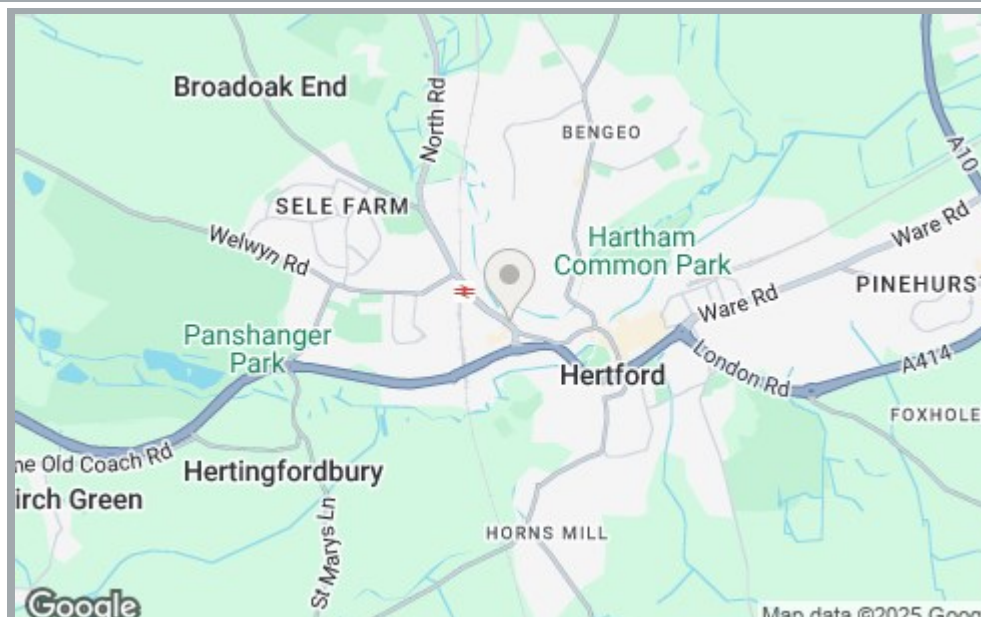 Broadoak End
North Rd
BENGEO
A10
SELE FARM
Welwyn Rd
Hartham
Common Park
Ware Rd
PINEHURS
Panshanger
Park
Ware Rd
London Rd
A414
Hertford
FOXHOLE
ne Old Coach Rd
Hertingfordbury
irch Green
St Marys Ln
HORNS MILL
Google
Map data ©2025 Goog